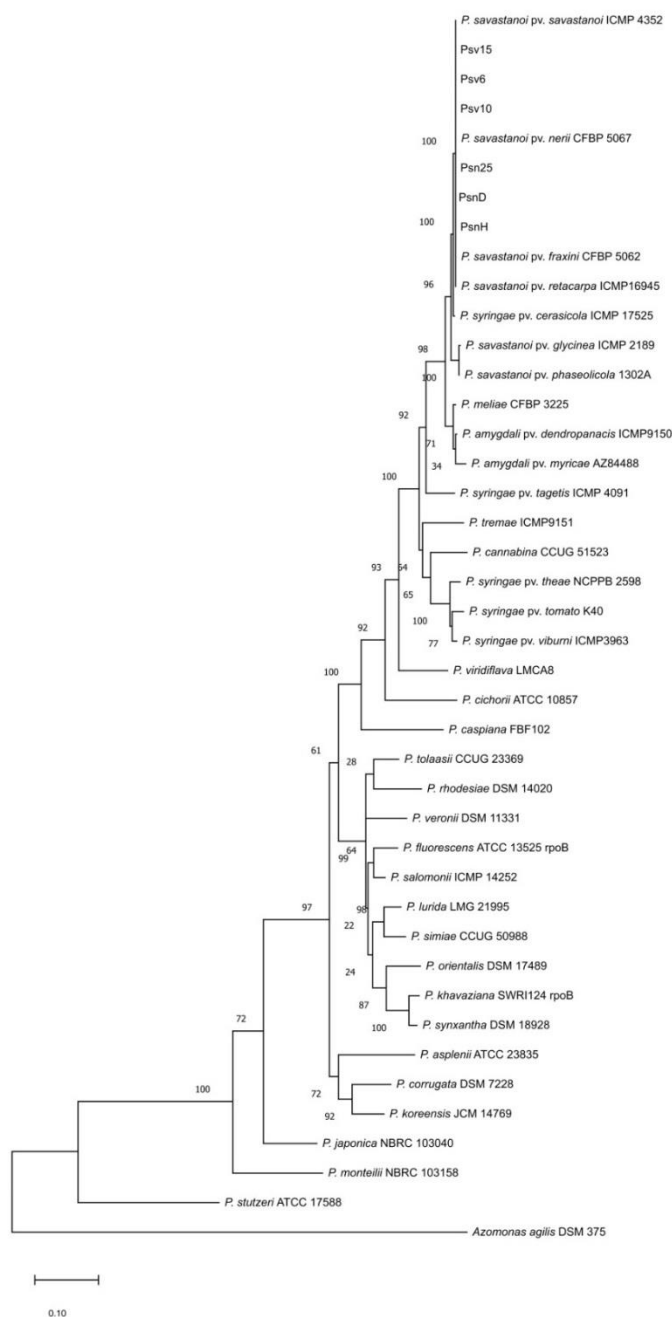 P. savastanoi pv. savastanoi ICMP 4352
Psv15
Psv6
Psv10
100
P. savastanoi pv. nerii CFBP 5067
Psn25
PsnD
100
PsnH
P. savastanoi pv. fraxini CFBP 5062
96
P. savastanoi pv. retacarpa ICMP16945
P. syringae pv. cerasicola ICMP 17525
98
P. savastanoi pv. glycinea ICMP 2189
100
P. savastanoi pv. phaseolicola 1302A
P. meliae CFBP 3225
92
71
P. amygdali pv. dendropanacis ICMP9150
34
P. amygdali pv. myricae AZ84488
100
P. syringae pv. tagetis ICMP 4091
P. tremae ICMP9151
P. cannabina CCUG 51523
93
54
P. syringae pv. theae NCPPB 2598
65
P. syringae pv. tomato K40
100
92
77
P. syringae pv. viburni ICMP3963
100
P. viridiflava LMCA8
P. cichorii ATCC 10857
P. caspiana FBF102
61
28
P. tolaasii CCUG 23369
P. rhodesiae DSM 14020
P. veronii DSM 11331
64
P. fluorescens ATCC 13525 rpoB
99
P. salomonii ICMP 14252
97
98
P. lurida LMG 21995
22
P. simiae CCUG 50988
24
P. orientalis DSM 17489
87
P. khavaziana SWRI124 rpoB
72
100
P. synxantha DSM 18928
P. asplenii ATCC 23835
100
72
P. corrugata DSM 7228
92
P. koreensis JCM 14769
P. japonica NBRC 103040
P. monteilii NBRC 103158
P. stutzeri ATCC 17588
Azomonas agilis DSM 375
0.10